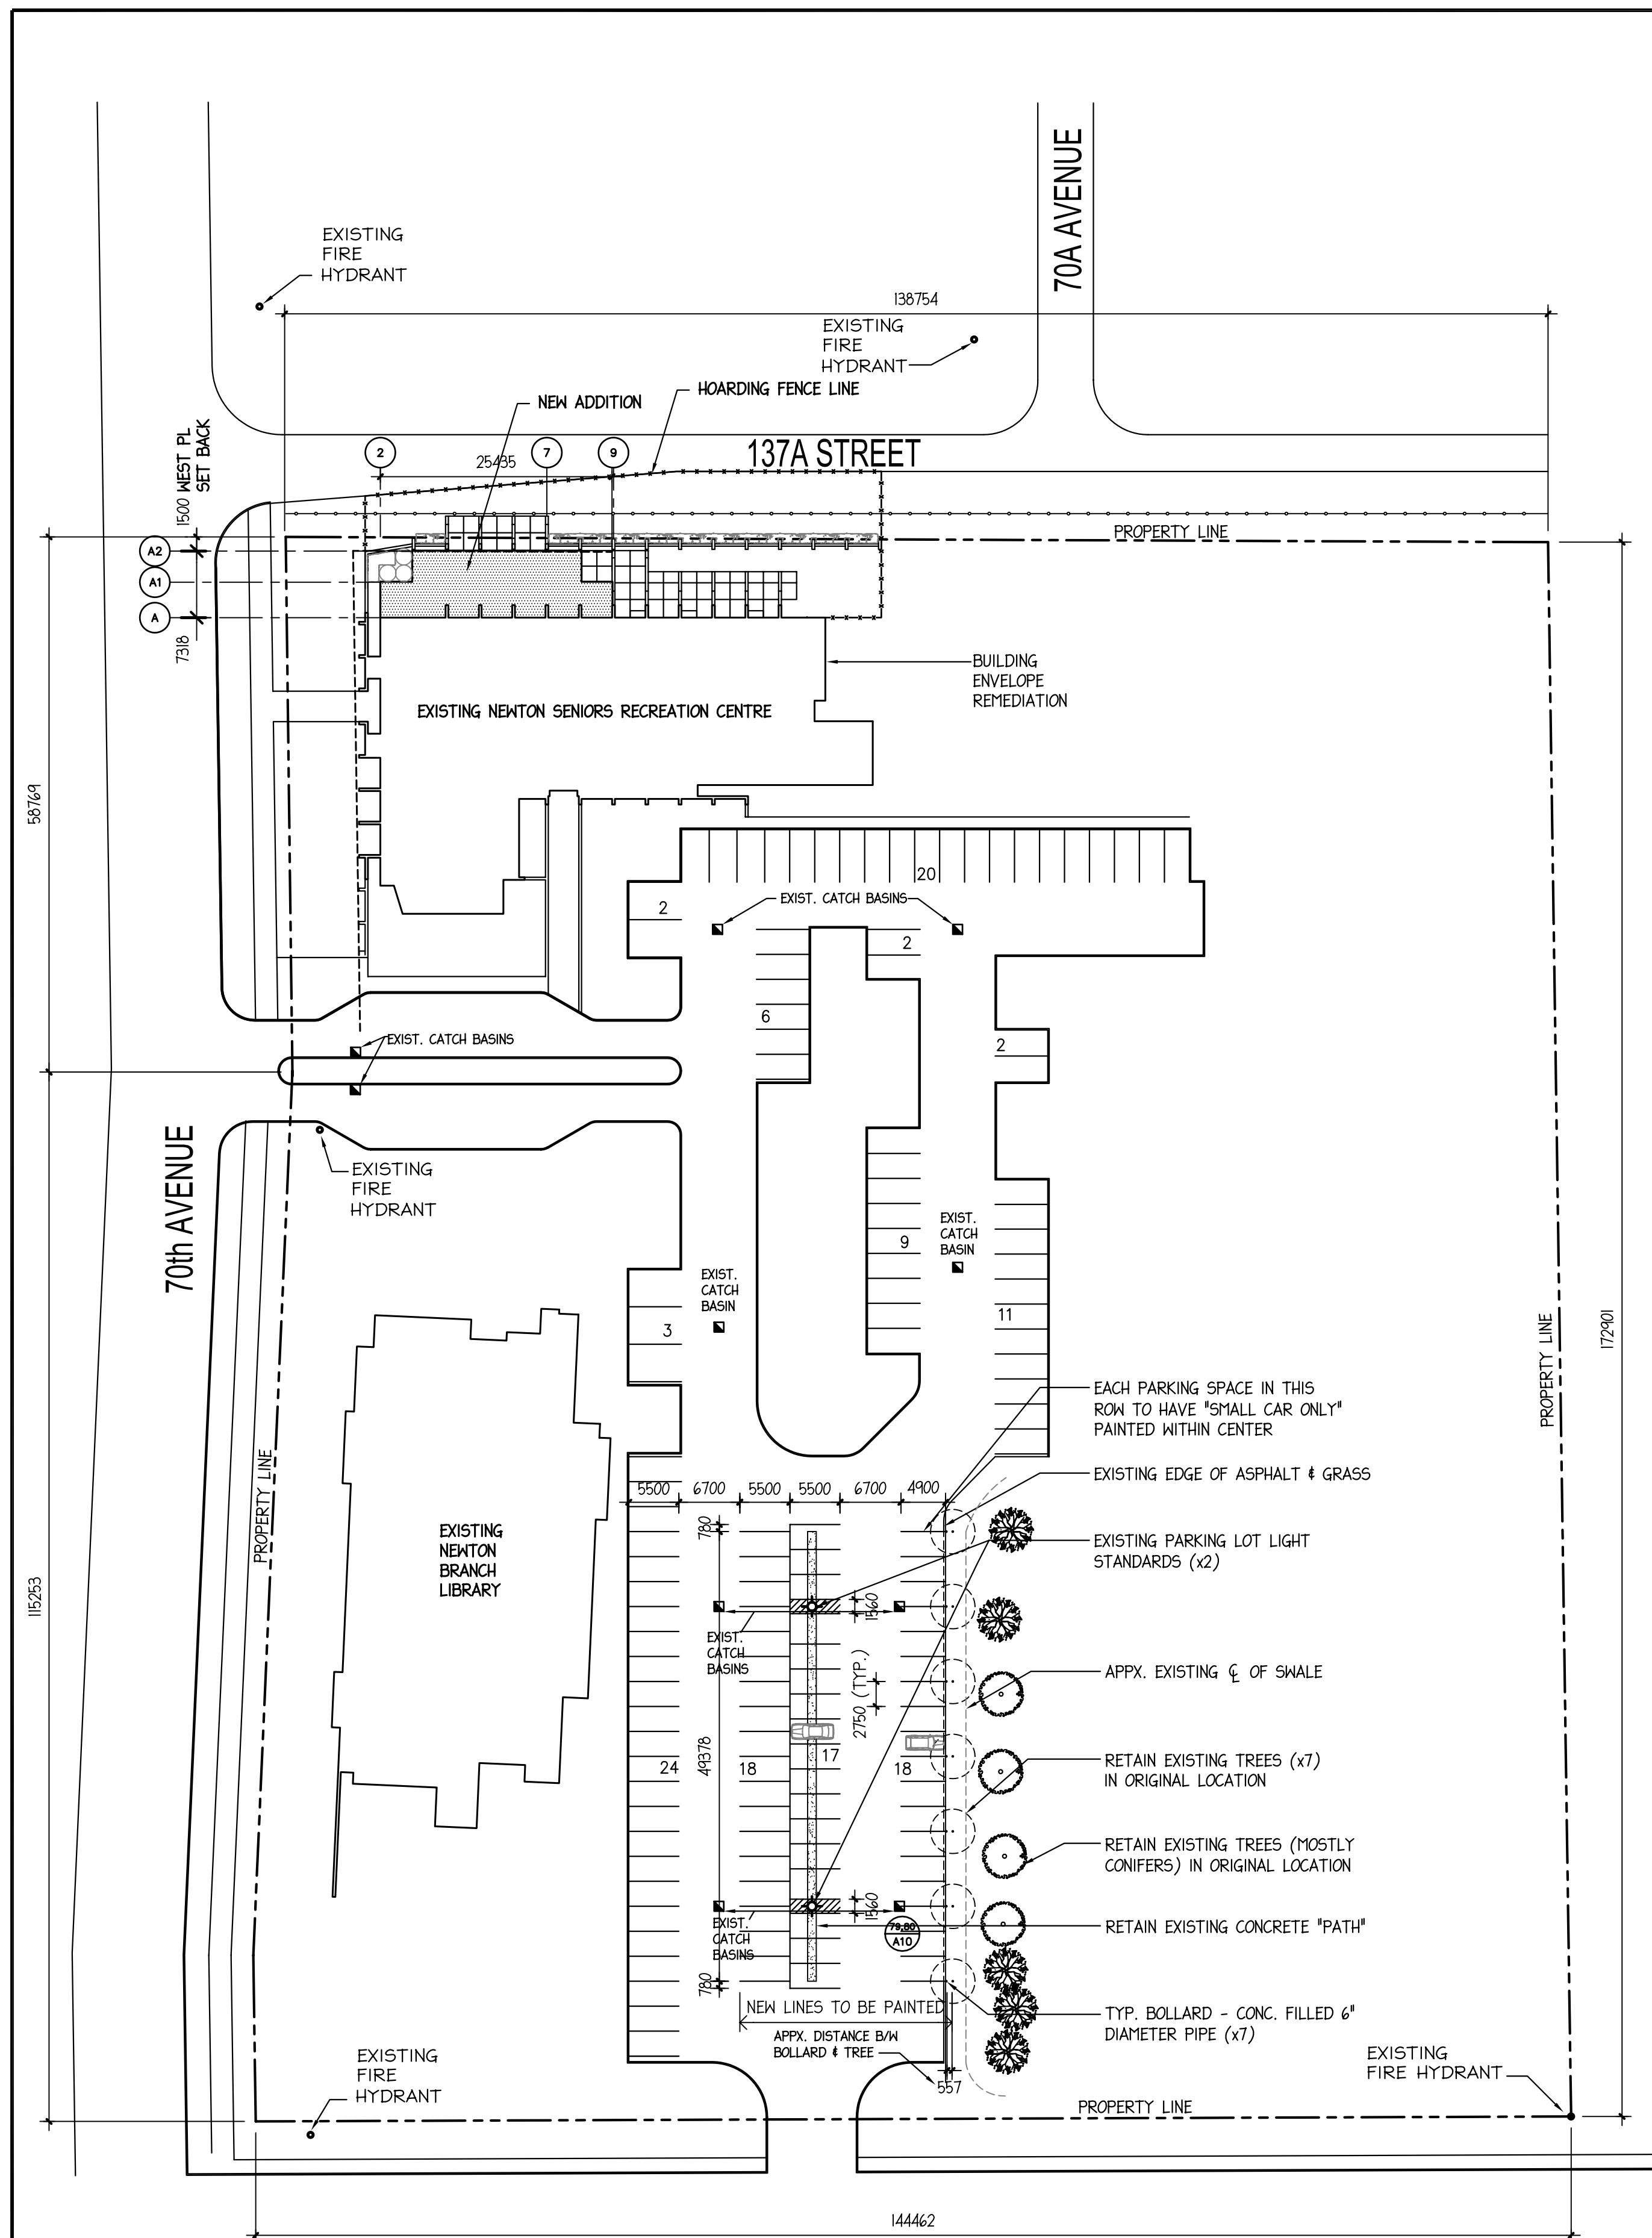 70A AVENUE
EXISTING
FIRE
HYDRANT
138754
EXISTING
FIRE
HYDRANT
HOARDING FENCE LINE
NEW ADDITION
137A STREET
1500 WEST PL
SET BACK
2
25435
7
9
PROPERTY LINE
A2
A1
A
7318
BUILDING
ENVELOPE
REMEDIATION
EXISTING NEWTON SENIORS RECREATION CENTRE
58769
20
2
EXIST. CATCH BASINS
2
6
2
EXIST. CATCH BASINS
70th AVENUE
EXISTING
FIRE
HYDRANT
9
EXIST.
CATCH
BASIN
EXIST.
CATCH
BASIN
3
11
172901
PROPERTY LINE
EACH PARKING SPACE IN THIS
ROW TO HAVE "SMALL CAR ONLY"
PAINTED WITHIN CENTER
EXISTING EDGE OF ASPHALT & GRASS
PROPERTY LINE
5500
6700
5500
5500
6700
4900
780
EXISTING
NEWTON
BRANCH
LIBRARY
EXISTING PARKING LOT LIGHT
STANDARDS (x2)
115253
1560
EXIST.
CATCH
BASINS
2750 (TYP.)
APPX. EXISTING ℄ OF SWALE
49378
24
18
17
18
RETAIN EXISTING TREES (x7)
IN ORIGINAL LOCATION
RETAIN EXISTING TREES (MOSTLY
CONIFERS) IN ORIGINAL LOCATION
1560
EXIST.
CATCH
BASINS
79,80
A10
RETAIN EXISTING CONCRETE "PATH"
780
NEW LINES TO BE PAINTED
TYP. BOLLARD - CONC. FILLED 6"
DIAMETER PIPE (x7)
APPX. DISTANCE B/W
BOLLARD & TREE
557
EXISTING
FIRE
HYDRANT
EXISTING
FIRE HYDRANT
PROPERTY LINE
144462